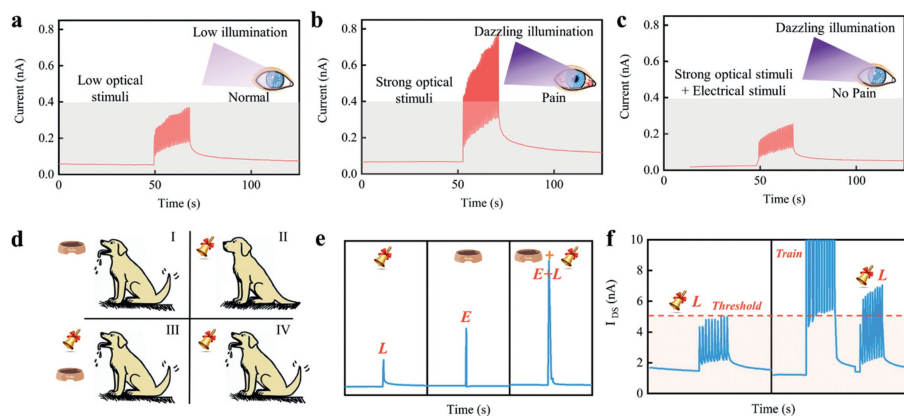 a
Current (nA)
0.8
0.6
0.4
0.2
0.0
0
50
100
Time (s)
Low illumination
Low optical
stimuli
Normal
b
Current (nA)
0.8
0.6
0.4
0.2
0.0
0
50
100
Time (s)
Dazzling illumination
Strong optical
stimuli
Pain
c
Current (nA)
0.8
0.6
0.4
0.2
0.0
0
50
100
Time (s)
Dazzling illumination
Strong optical stimuli
+ Electrical stimuli
No Pain
d
I
II
III
IV
e
L
E
+
E+L
Time (s)
f
I DS (nA)
10
8
6
4
2
0
Train
L
Threshold
L
Time (s)